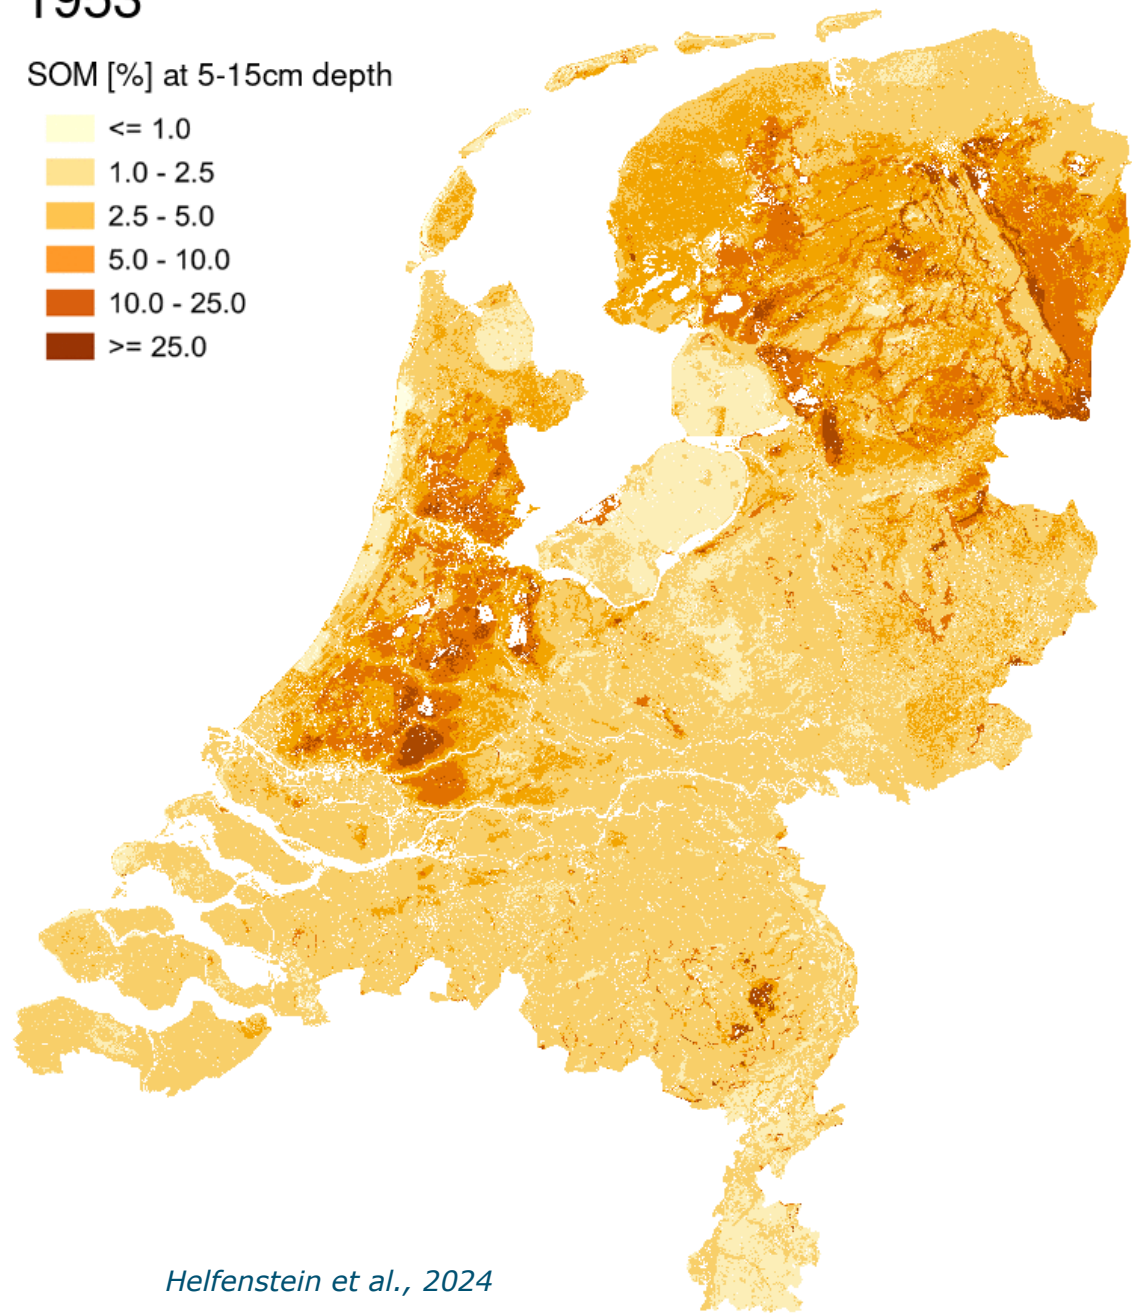 1953
SOM [%] at 5-15cm depth
<= 1.0
1.0 - 2.5
2.5 - 5.0
5.0 - 10.0
10.0 - 25.0
>= 25.0
Helfenstein et al., 2024